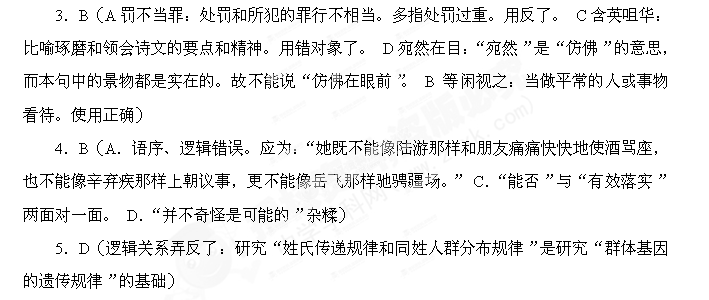 3. B(A罚不当罪:处罚和所犯的罪行不相当。多指处罚过重。用反了。 C含英咀华:
比喻琢磨和领会诗文的要点和精神。用错对象了。 D宛然在目:“宛然”是“仿佛”的意思,
而本句中的景物都是实在的。故不能说“仿佛在眼前”。 B 等闲视之:当做平常的人或事物
看待。使用正确)
4. B(A. 语序、逻辑错误。应为:“她既不能像陆游那样和朋友痛痛快快地使酒骂座,
也不能像辛弃疾那样上朝议事,更不能像岳飞那样驰骋疆场。” C.“能否”与“有效落实”
两面对一面。 D.“并不奇怪是可能的”杂糅)
5. D(逻辑关系弄反了:研究“姓氏传递规律和同姓人群分布规律”是研究“群体基因
的遗传规律”的基础)